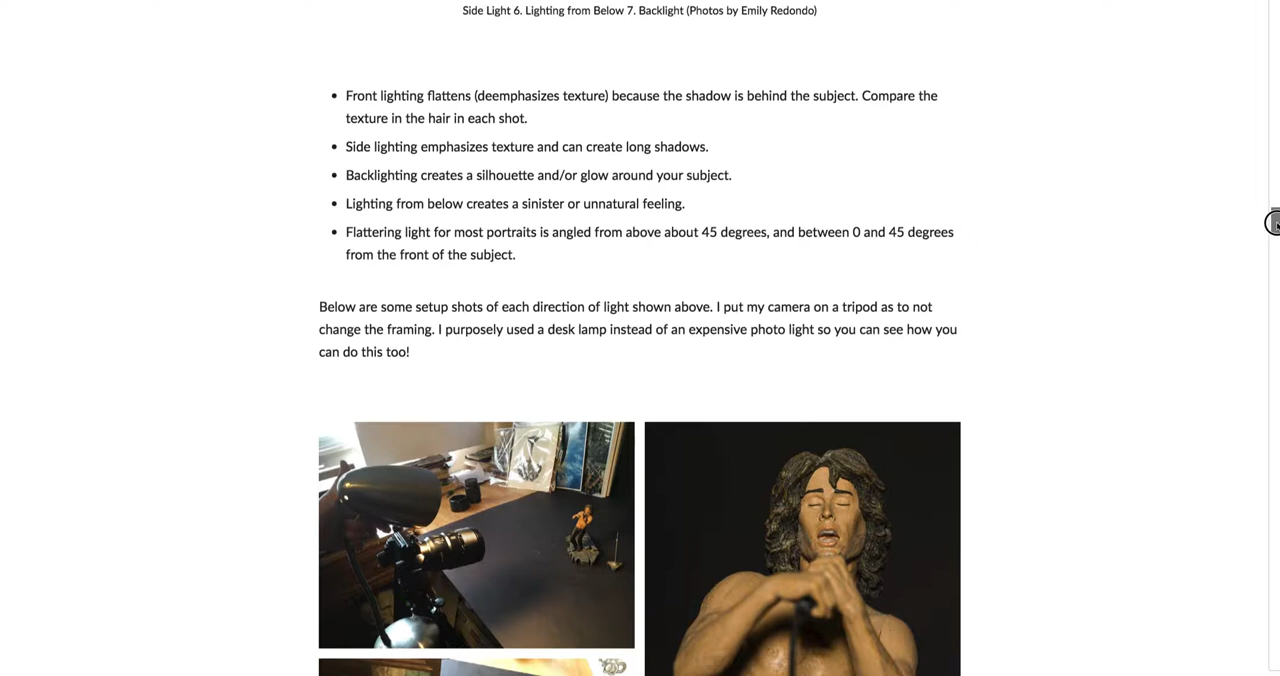 Side Light 6. Lighting from Below 7. Backlight (Photos by Emily Redondo)
• Front lighting flattens (deemphasizes texture) because the shadow is behind the subject. Compare the
texture in the hair in each shot.
• Side lighting emphasizes texture and can create long shadows.
• Backlighting creates a silhouette and/or glow around your subject.
• Lighting from below creates a sinister or unnatural feeling.
• Flattering light for most portraits is angled from above about 45 degrees, and between 0 and 45 degrees
from the front of the subject.
Below are some setup shots of each direction of light shown above. I put my camera on a tripod as to not
change the framing. I purposely used a desk lamp instead of an expensive photo light so you can see how you
can do this too!